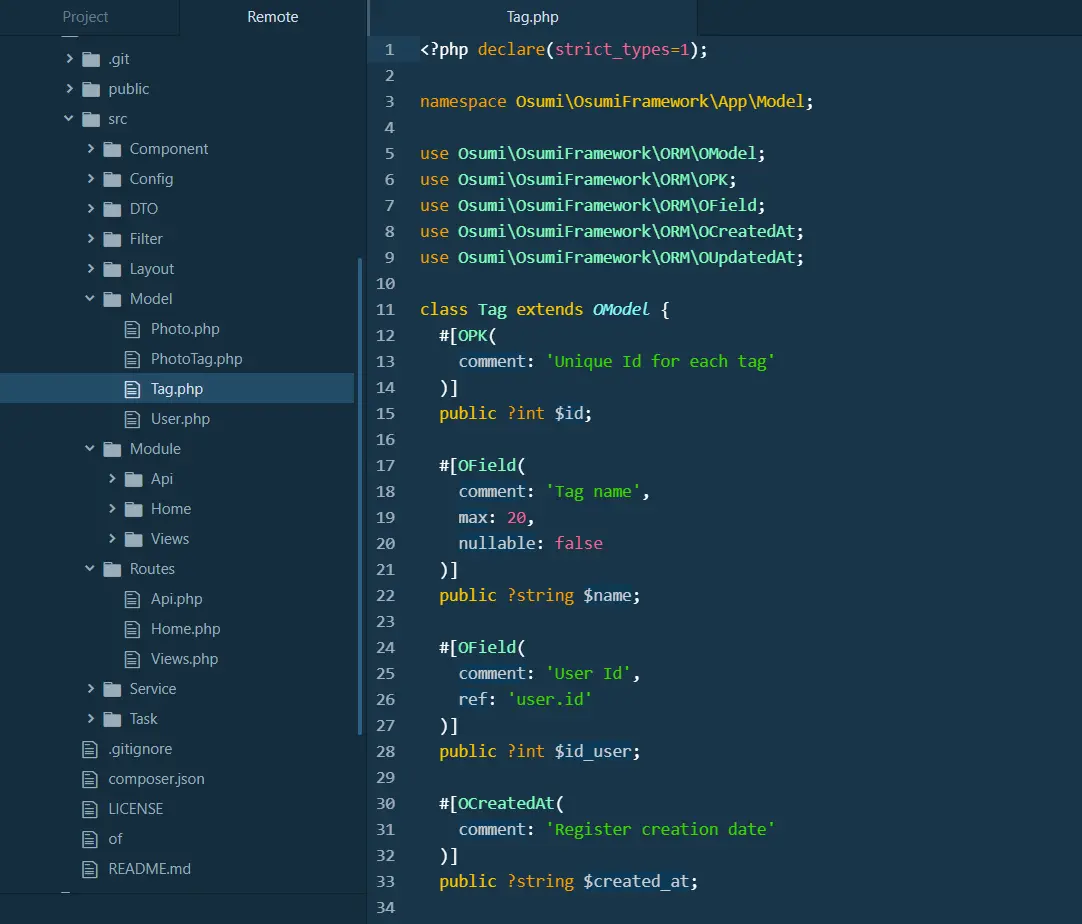 Project
Remote
.git
public
src
Component
Config
DTO
Filter
Layout
Model
Photo.php
PhotoTag.php
Tag.php
User.php
Module
Api
Home
Views
Routes
Api.php
Home.php
Views.php
Service
Task
.gitignore
composer.json
LICENSE
of
README.md
Tag.php
1 <?php declare(strict_types=1);
2
3 namespace Osumi\OsumiFramework\App\Model;
4
5 use Osumi\OsumiFramework\ORM\OModel;
6 use Osumi\OsumiFramework\ORM\OPK;
7 use Osumi\OsumiFramework\ORM\OField;
8 use Osumi\OsumiFramework\ORM\OCreatedAt;
9 use Osumi\OsumiFramework\ORM\OUpdatedAt;
10
11 class Tag extends OModel {
12   #[OPK(
13     comment: 'Unique Id for each tag'
14   )]
15   public ?int $id;
16
17   #[OField(
18     comment: 'Tag name',
19     max: 20,
20     nullable: false
21   )]
22   public ?string $name;
23
24   #[OField(
25     comment: 'User Id',
26     ref: 'user.id'
27   )]
28   public ?int $id_user;
29
30   #[OCreatedAt(
31     comment: 'Register creation date'
32   )]
33   public ?string $created_at;
34